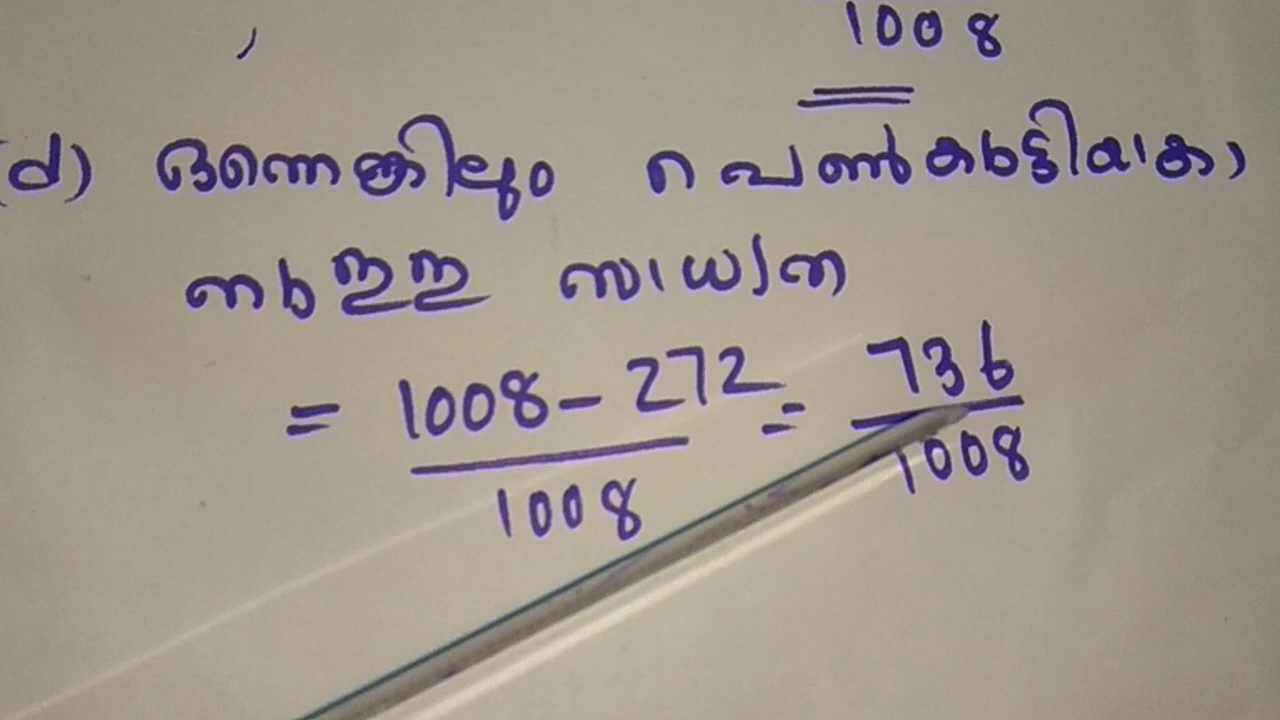 1008
(d) ഒന്നെങ്കിലും പെൺകുട്ടിയാകാ
നുള്ള സാധ്യത
= 1008 - 272 / 1008 = 736 / 1008